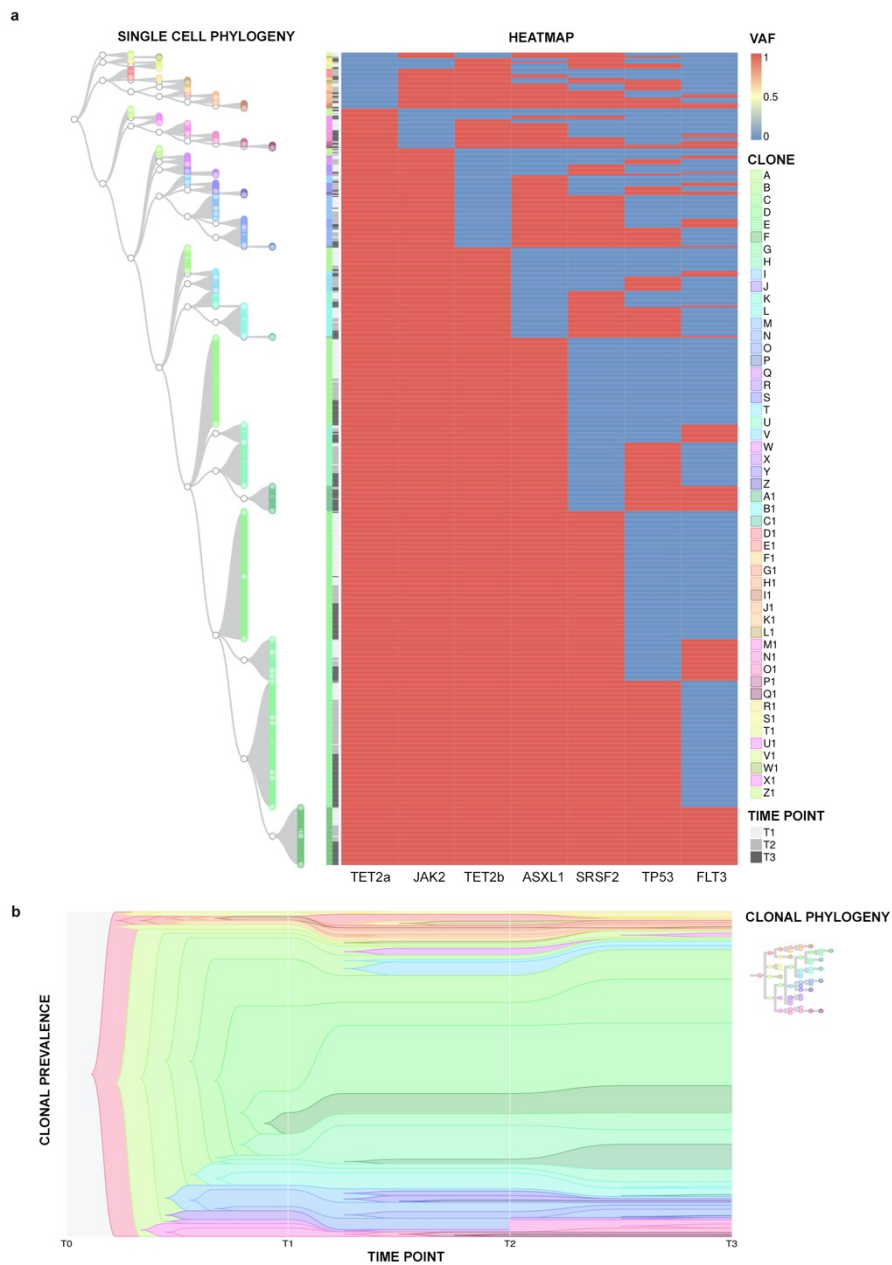 a
SINGLE CELL PHYLOGENY
HEATMAP
VAF
1
0.5
0
CLONE
A
B
C
D
E
F
G
H
I
J
K
L
M
N
O
P
Q
R
S
T
U
V
W
X
Y
Z
A1
B1
C1
D1
E1
F1
G1
H1
I1
J1
K1
L1
M1
N1
O1
P1
Q1
R1
S1
T1
U1
V1
W1
X1
Z1
TIME POINT
T1
T2
T3
TET2a JAK2 TET2b ASXL1 SRSF2 TP53 FLT3
b
CLONAL PHYLOGENY
CLONAL PREVALENCE
T0 T1 T2 T3
TIME POINT